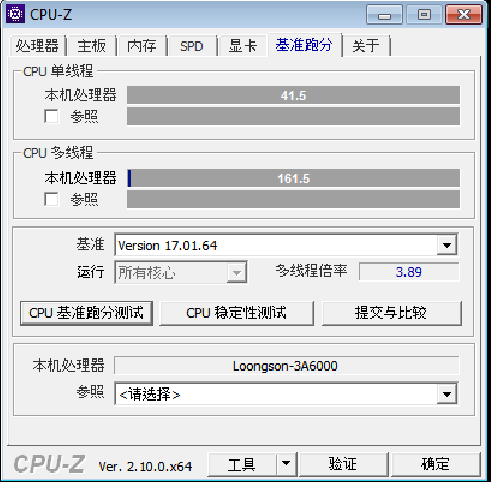 CPU-Z
处理器 主板 内存 SPD 显卡 基准跑分 关于
CPU 单线程
本机处理器 41.5
参照
CPU 多线程
本机处理器 161.5
参照
基准 Version 17.01.64
运行 所有核心 多线程倍率 3.89
CPU 基准跑分测试 CPU 稳定性测试 提交与比较
本机处理器 Loongson-3A6000
参照 <请选择>
CPU-Z Ver. 2.10.0.x64 工具 验证 确定